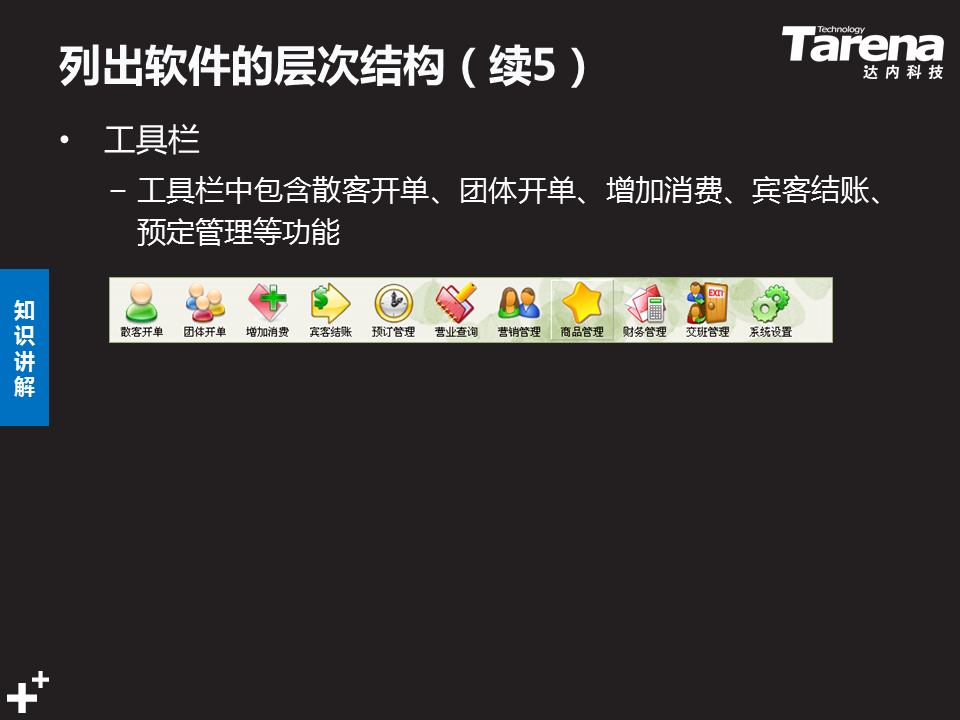 列出软件的层次结构（续5）
Technology
Tarena
达内科技
• 工具栏
– 工具栏中包含散客开单、团体开单、增加消费、宾客结账、
预定管理等功能
知
识
讲
解
散客开单 团体开单 增加消费 宾客结账 预订管理 营业查询 营销管理 商品管理 财务管理 交班管理 系统设置
EXIT